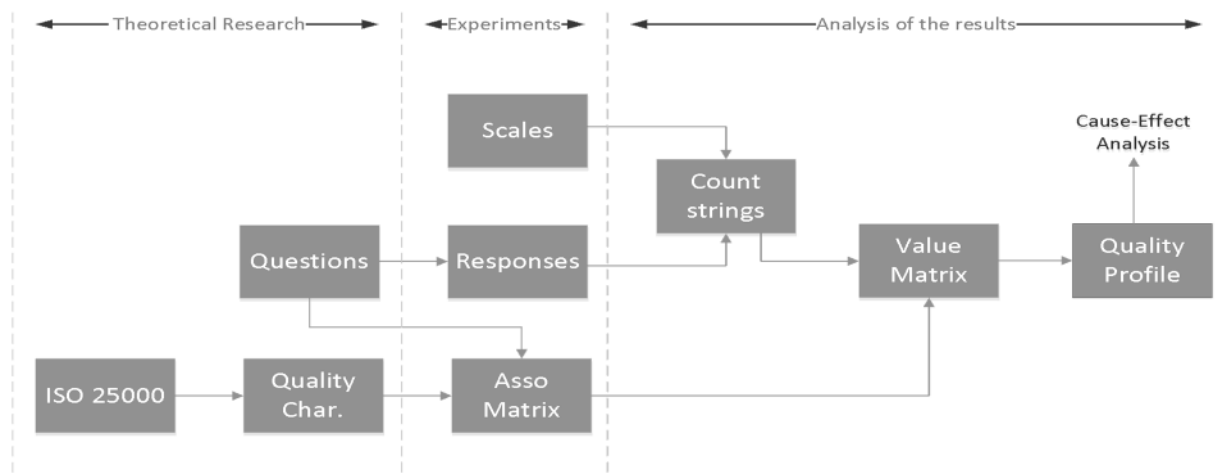 Theoretical Research
Experiments
Analysis of the results
Scales
Count
strings
Cause-Effect
Analysis
Questions
Responses
Value
Matrix
Quality
Profile
ISO 25000
Quality
Char.
Asso
Matrix